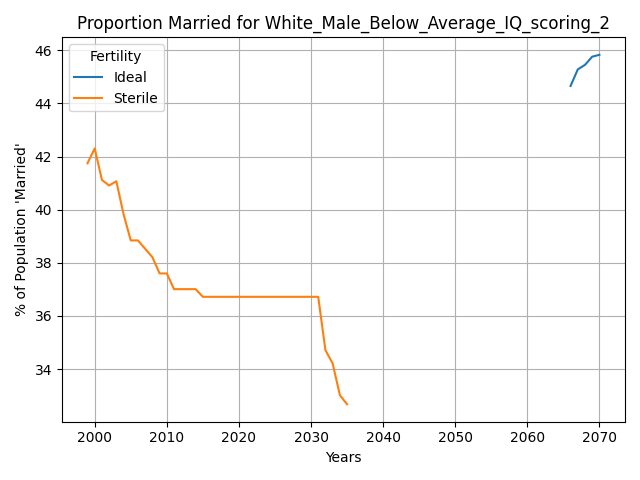 Proportion Married for White_Male_Below_Average_IQ_scoring_2
% of Population 'Married'
46
44
42
40
38
36
34
Fertility
Ideal
Sterile
2000 2010 2020 2030 2040 2050 2060 2070
Years